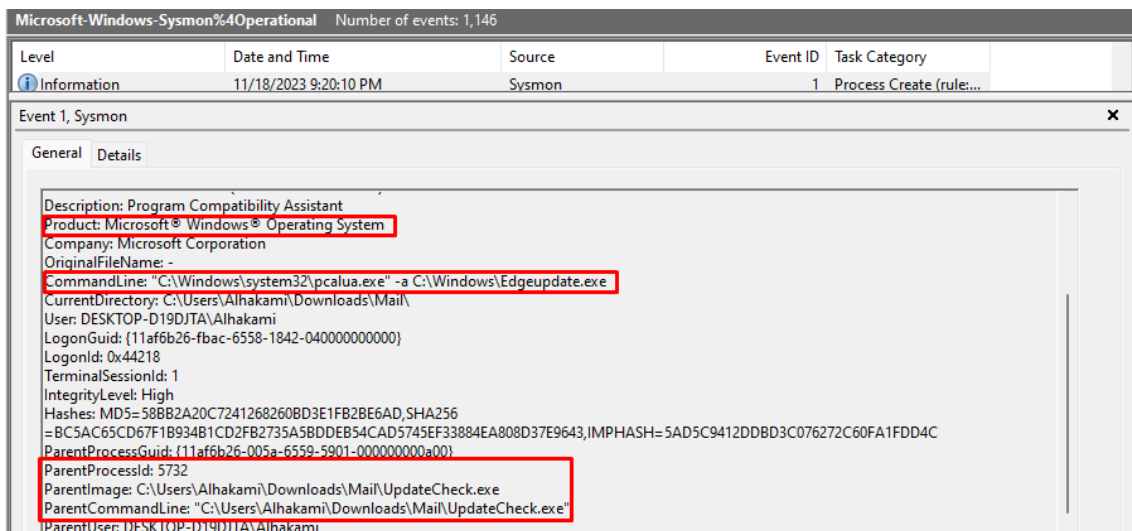 Microsoft-Windows-Sysmon%4Operational Number of events: 1,146
Level Date and Time Source Event ID Task Category
Information 11/18/2023 9:20:10 PM Sysmon 1 Process Create (rule:...
Event 1, Sysmon
General Details
Description: Program Compatibility Assistant
Product: Microsoft® Windows® Operating System
Company: Microsoft Corporation
OriginalFileName: -
CommandLine: "C:\Windows\system32\pcalua.exe" -a C:\Windows\Edgeupdate.exe
CurrentDirectory: C:\Users\Alhakami\Downloads\Mail\
User: DESKTOP-D19DJTA\Alhakami
LogonGuid: {11af6b26-fbac-6558-1842-040000000000}
LogonId: 0x44218
TerminalSessionId: 1
IntegrityLevel: High
Hashes: MD5=58BB2A20C7241268260BD3E1FB2BE6AD,SHA256
=BC5AC65CD67F1B934B1CD2FB2735A5BDDEB54CAD5745EF33884EA808D37E9643,IMPHASH=5AD5C9412DDBD3C076272C60FA1FDD4C
ParentProcessGuid: {11af6b26-005a-6559-5901-000000000a00}
ParentProcessId: 5732
ParentImage: C:\Users\Alhakami\Downloads\Mail\UpdateCheck.exe
ParentCommandLine: "C:\Users\Alhakami\Downloads\Mail\UpdateCheck.exe"
ParentUser: DESKTOP-D19DJTA\Alhakami